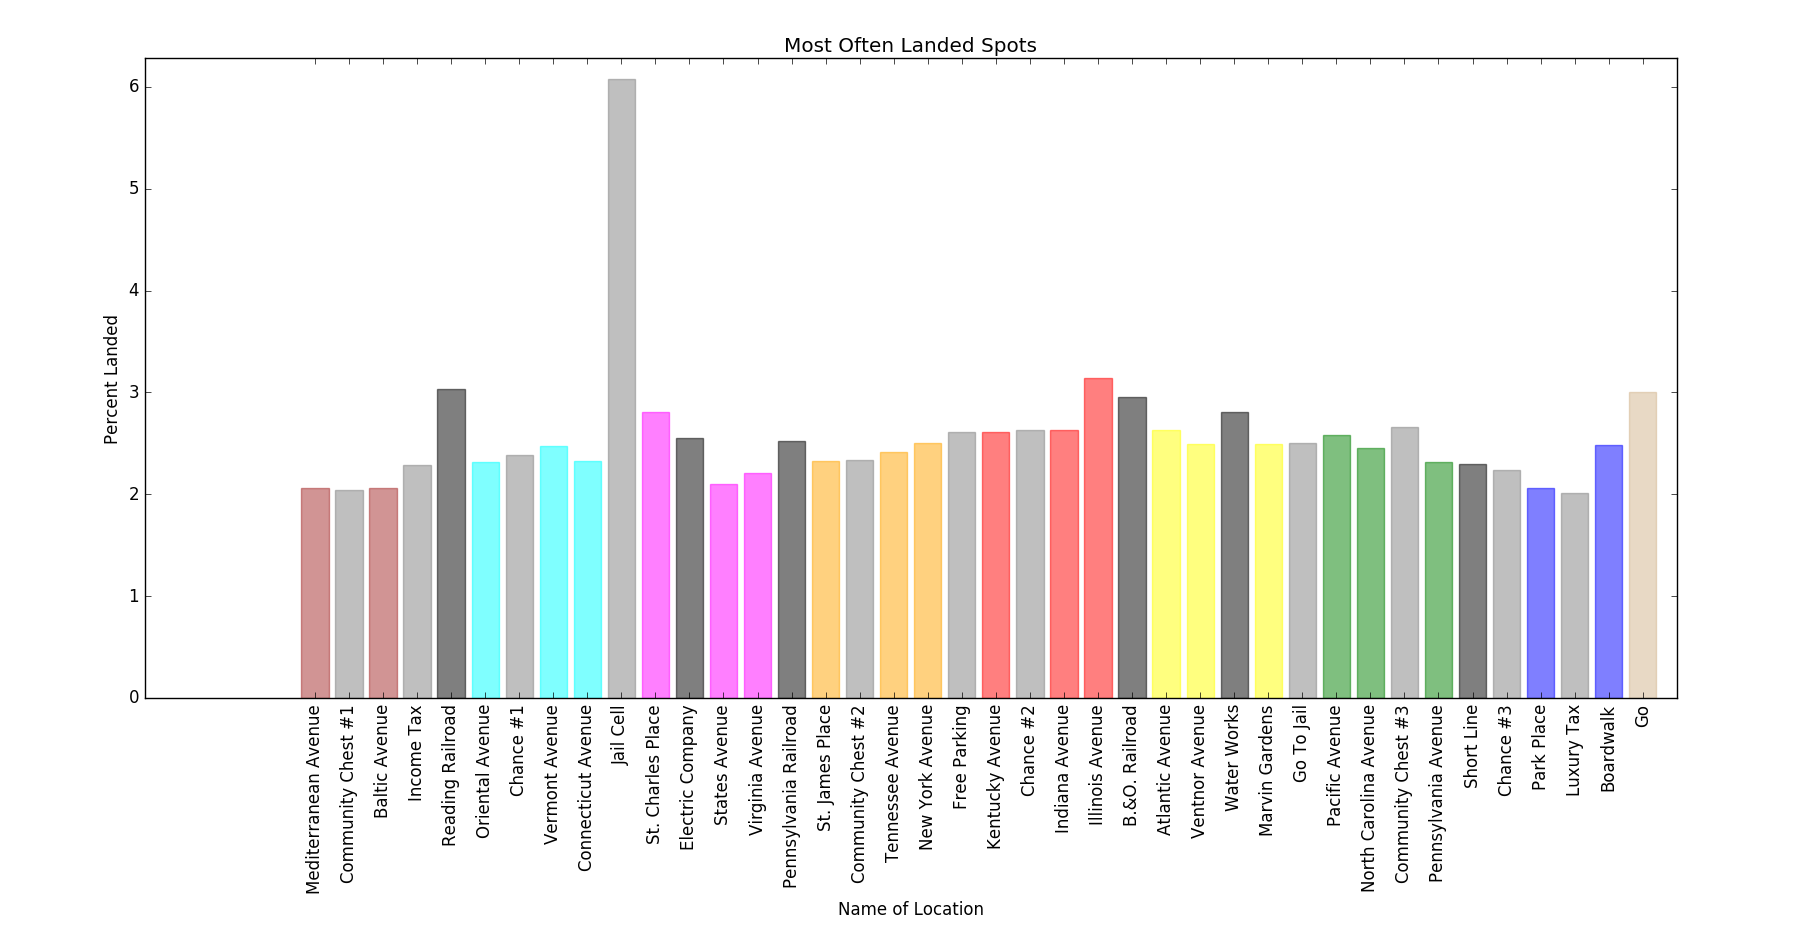 Most Often Landed Spots
6
5
4
3
2
1
0
Percent Landed
Mediterranean Avenue
Community Chest #1
Baltic Avenue
Income Tax
Reading Railroad
Oriental Avenue
Chance #1
Vermont Avenue
Connecticut Avenue
Jail Cell
St. Charles Place
Electric Company
States Avenue
Virginia Avenue
Pennsylvania Railroad
St. James Place
Community Chest #2
Tennessee Avenue
New York Avenue
Free Parking
Kentucky Avenue
Chance #2
Indiana Avenue
Illinois Avenue
B.&O. Railroad
Atlantic Avenue
Ventnor Avenue
Water Works
Marvin Gardens
Go To Jail
Pacific Avenue
North Carolina Avenue
Community Chest #3
Pennsylvania Avenue
Short Line
Chance #3
Park Place
Luxury Tax
Boardwalk
Go
Name of Location